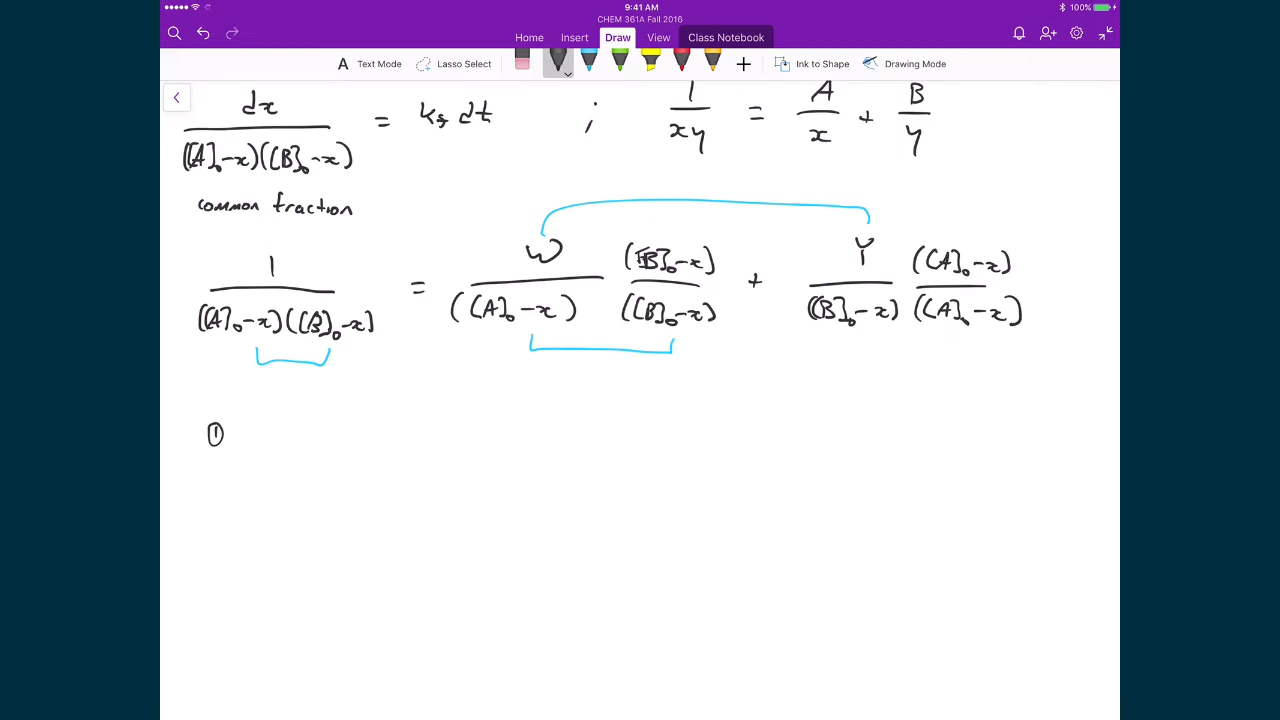 9:41 AM
100%
CHEM 361A Fall 2016
Home Insert Draw View Class Notebook
A Text Mode Lasso Select Ink to Shape Drawing Mode
dx / (([A]₀-x)([B]₀-x)) = kf dt ; 1/xy = A/x + B/y
common fraction
1 / (([A]₀-x)([B]₀-x)) = W / ([A]₀-x) ([B]₀-x) / ([B]₀-x) + Y / ([B]₀-x) ([A]₀-x) / ([A]₀-x)
①